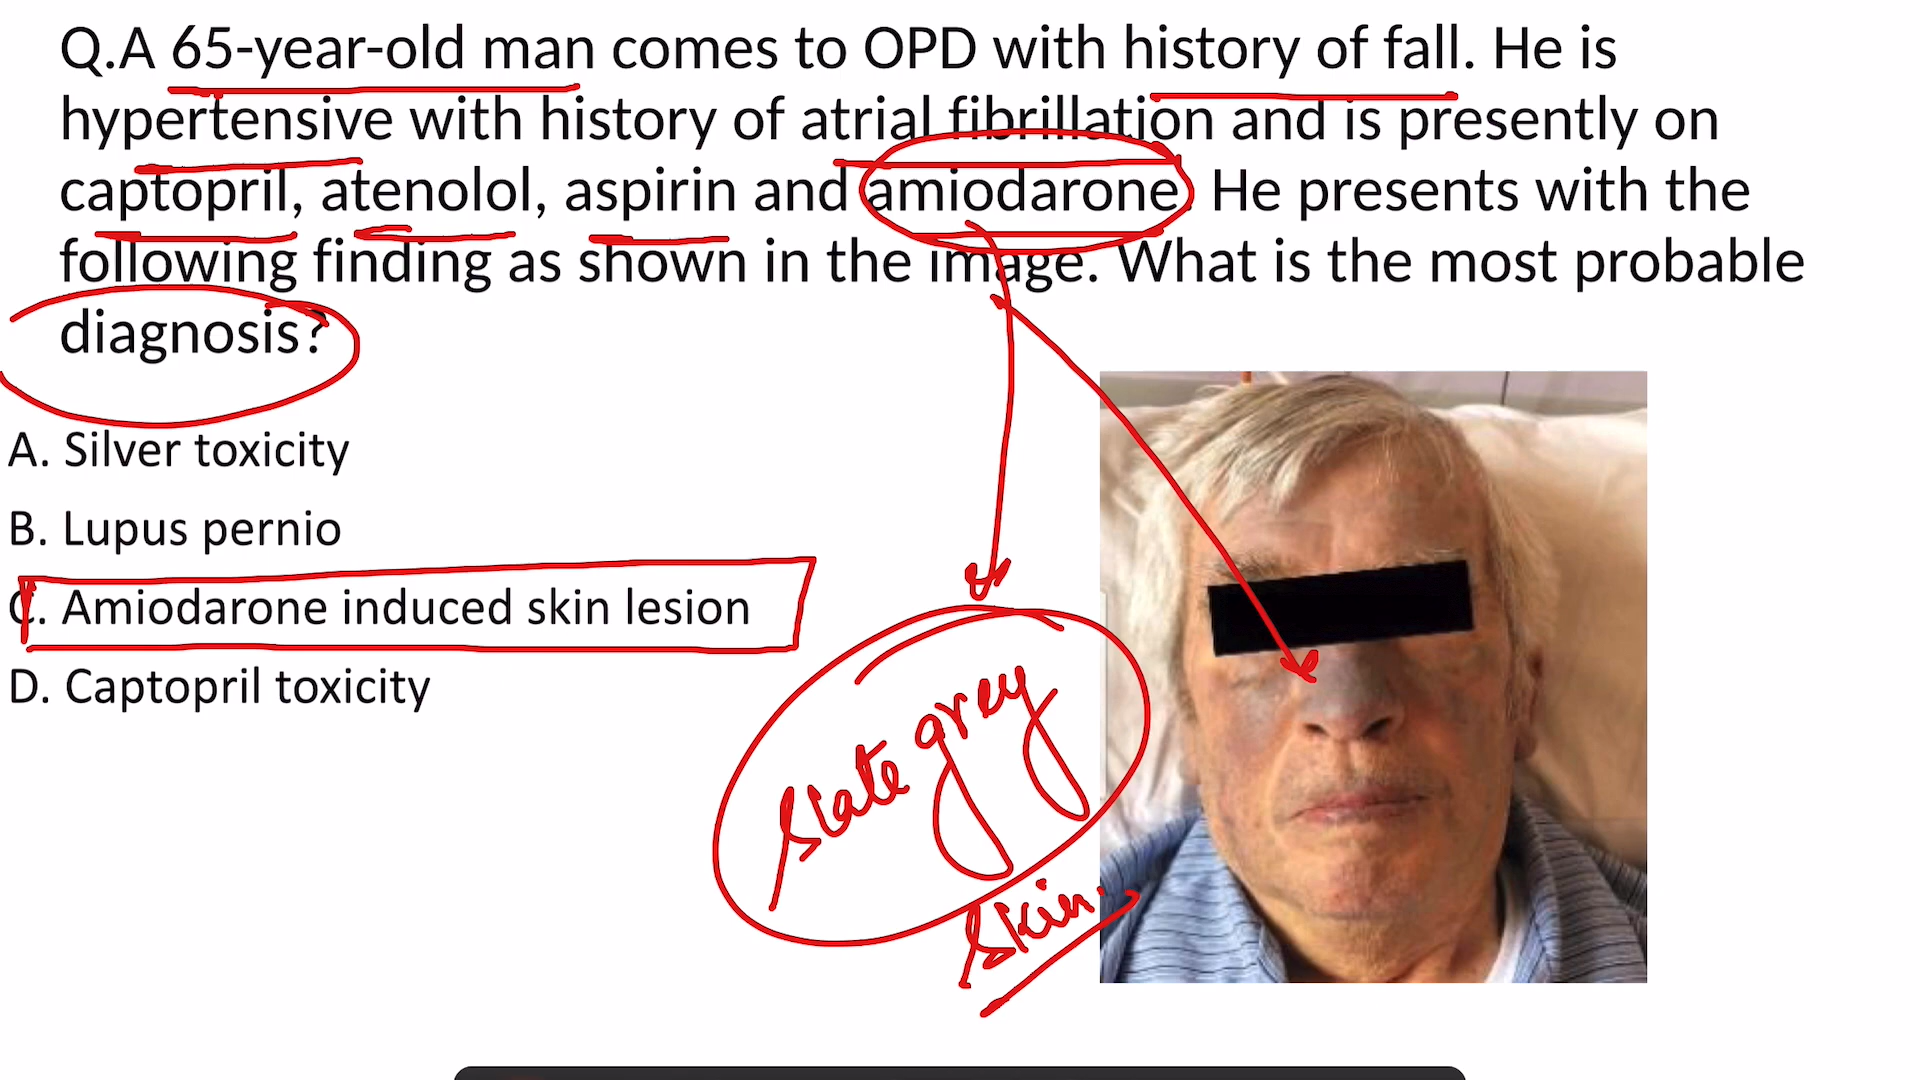 Q.A 65-year-old man comes to OPD with history of fall. He is
hypertensive with history of atrial fibrillation and is presently on
captopril, atenolol, aspirin and amiodarone. He presents with the
following finding as shown in the image. What is the most probable
diagnosis?
A. Silver toxicity
B. Lupus pernio
C. Amiodarone induced skin lesion
D. Captopril toxicity
slate grey
skin.